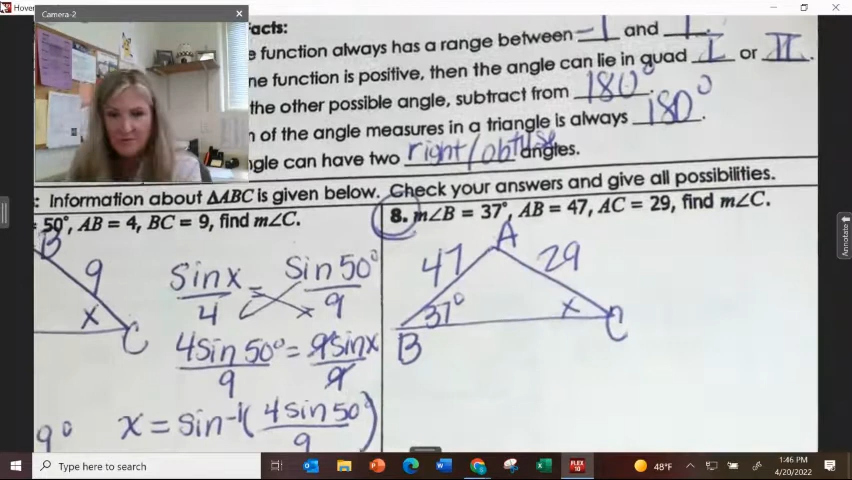 Hover
Camera-2
Facts:
e function always has a range between -1 and 1.
ne function is positive, then the angle can lie in quad I or II.
the other possible angle, subtract from 180°.
of the angle measures in a triangle is always 180°.
ngle can have two right/obtuse angles.
: Information about ΔABC is given below. Check your answers and give all possibilities.
= 50°, AB = 4, BC = 9, find m∠C.
8. m∠B = 37°, AB = 47, AC = 29, find m∠C.
B
9
x
C
sin x / 4 = sin 50° / 9
4 sin 50° / 9 = 9 sin x / 9
x = sin⁻¹( 4 sin 50° / 9 )
9°
A
47
29
37°
x
B
C
Annotate
Type here to search
FLEX 10
48°F
1:46 PM
4/20/2022